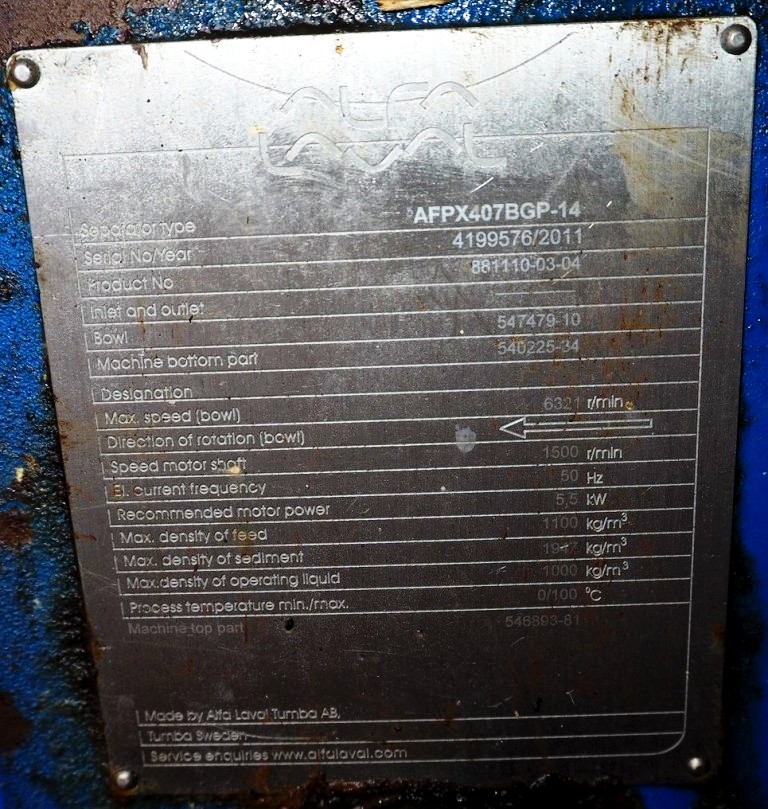 ALFA
LAVAL
Separator type AFPX407BGP-14
Serial No/Year 4199576/2011
Product No 881110-03-04
Inlet and outlet
Bowl 547479-10
Machine bottom part 540225-34
Designation
Max. speed (bowl) 6321 r/min
Direction of rotation (bowl)
Speed motor shaft 1500 r/min
El. current frequency 50 Hz
Recommended motor power 5,5 kW
Max. density of feed 1100 kg/m³
Max. density of sediment kg/m³
Max.density of operating liquid 1000 kg/m³
Process temperature min./max. 0/100 °C
Machine top part 546893-81
Made by Alfa Laval Tumba AB,
Tumba Sweden
Service enquiries www.alfalaval.com